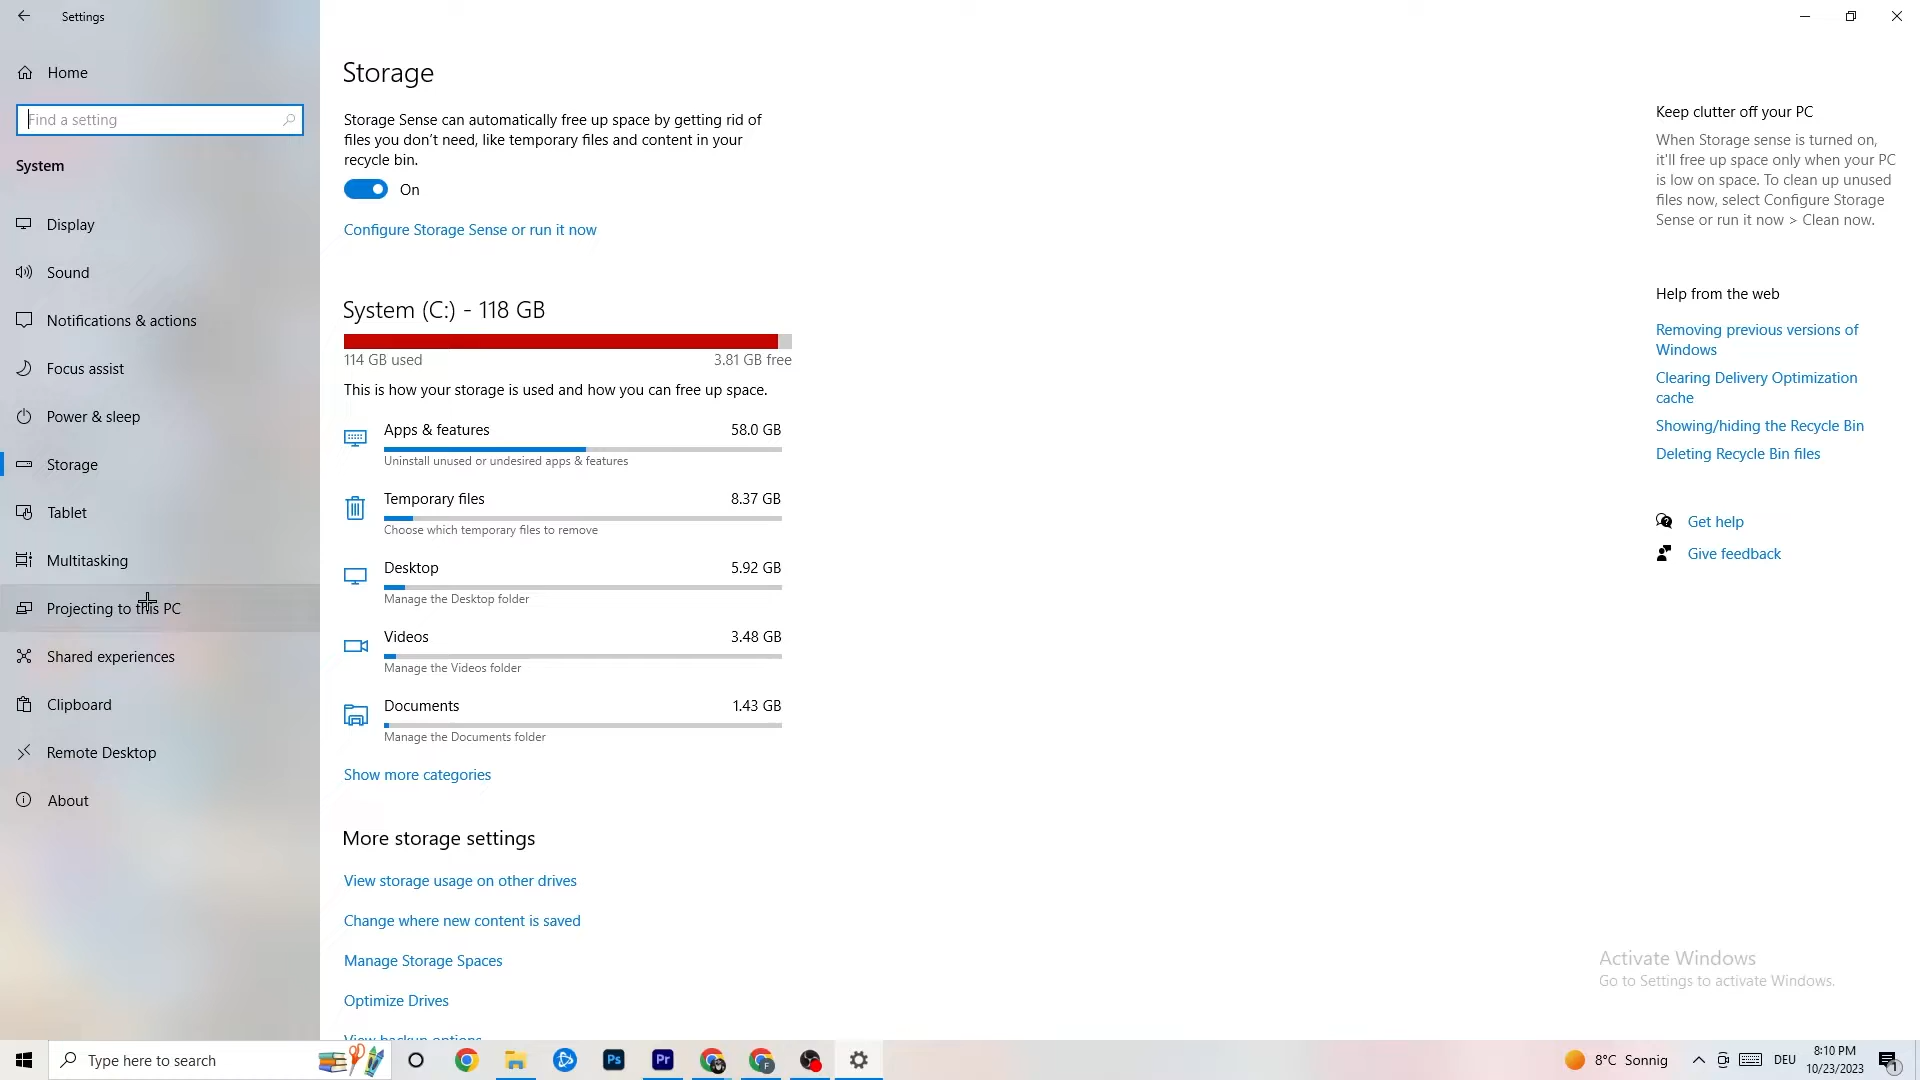 Settings
Home
Find a setting
System
Display
Sound
Notifications & actions
Focus assist
Power & sleep
Storage
Tablet
Multitasking
Projecting to this PC
Shared experiences
Clipboard
Remote Desktop
About
Storage
Storage Sense can automatically free up space by getting rid of
files you don't need, like temporary files and content in your
recycle bin.
On
Configure Storage Sense or run it now
System (C:) - 118 GB
114 GB used 3.81 GB free
This is how your storage is used and how you can free up space.
Apps & features 58.0 GB
Uninstall unused or undesired apps & features
Temporary files 8.37 GB
Choose which temporary files to remove
Desktop 5.92 GB
Manage the Desktop folder
Videos 3.48 GB
Manage the Videos folder
Documents 1.43 GB
Manage the Documents folder
Show more categories
More storage settings
View storage usage on other drives
Change where new content is saved
Manage Storage Spaces
Optimize Drives
View backup options
Keep clutter off your PC
When Storage sense is turned on,
it'll free up space only when your PC
is low on space. To clean up unused
files now, select Configure Storage
Sense or run it now > Clean now.
Help from the web
Removing previous versions of
Windows
Clearing Delivery Optimization
cache
Showing/hiding the Recycle Bin
Deleting Recycle Bin files
Get help
Give feedback
Activate Windows
Go to Settings to activate Windows.
Type here to search
Ps
Pr
F
8°C Sonnig
DEU
8:10 PM
10/23/2023
1